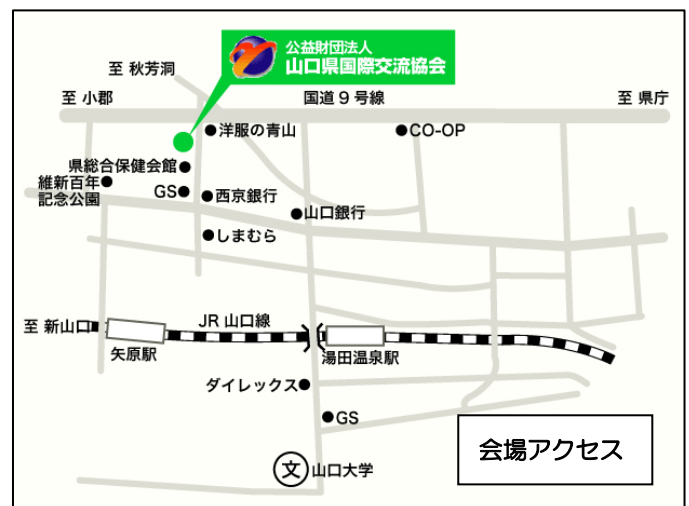 公益財団法人
山口県国際交流協会
至 秋芳洞
至 小郡
国道9号線
至 県庁
洋服の青山
CO-OP
県総合保健会館
維新百年
記念公園
GS
西京銀行
山口銀行
しまむら
至 新山口
JR 山口線
矢原駅
湯田温泉駅
ダイレックス
GS
会場アクセス
文
山口大学